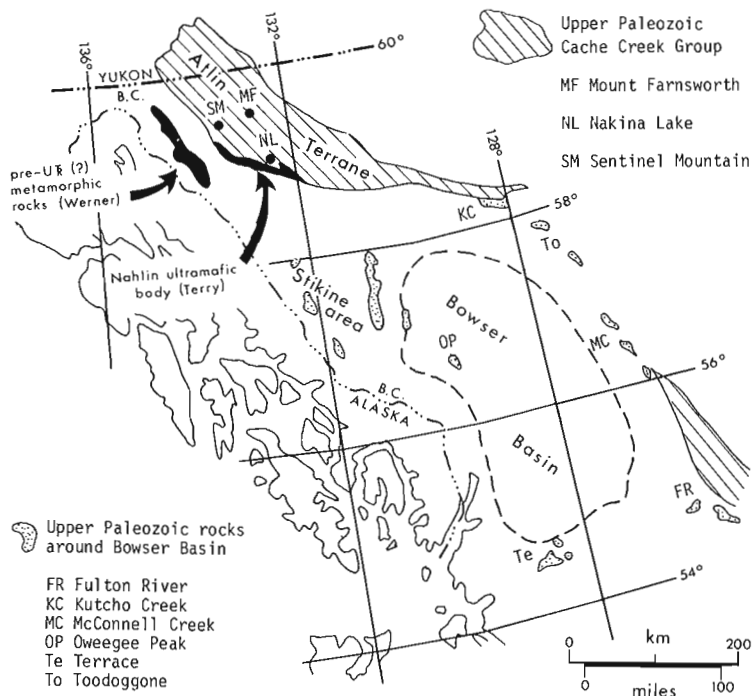 136°
132°
60°
YUKON
B.C.
Atlin
Terrane
SM
MF
NL
Upper Paleozoic
Cache Creek Group
MF Mount Farnsworth
NL Nakina Lake
SM Sentinel Mountain
pre-UTR (?)
metamorphic
rocks (Werner)
128°
KC
58°
To
Nahlin ultramafic
body (Terry)
Stikine
area
Bowser
Basin
OP
MC
56°
B.C.
ALASKA
FR
Te
54°
Upper Paleozoic rocks
around Bowser Basin
FR Fulton River
KC Kutcho Creek
MC McConnell Creek
OP Oweegee Peak
Te Terrace
To Toodoggone
km
0 200
0 100
miles